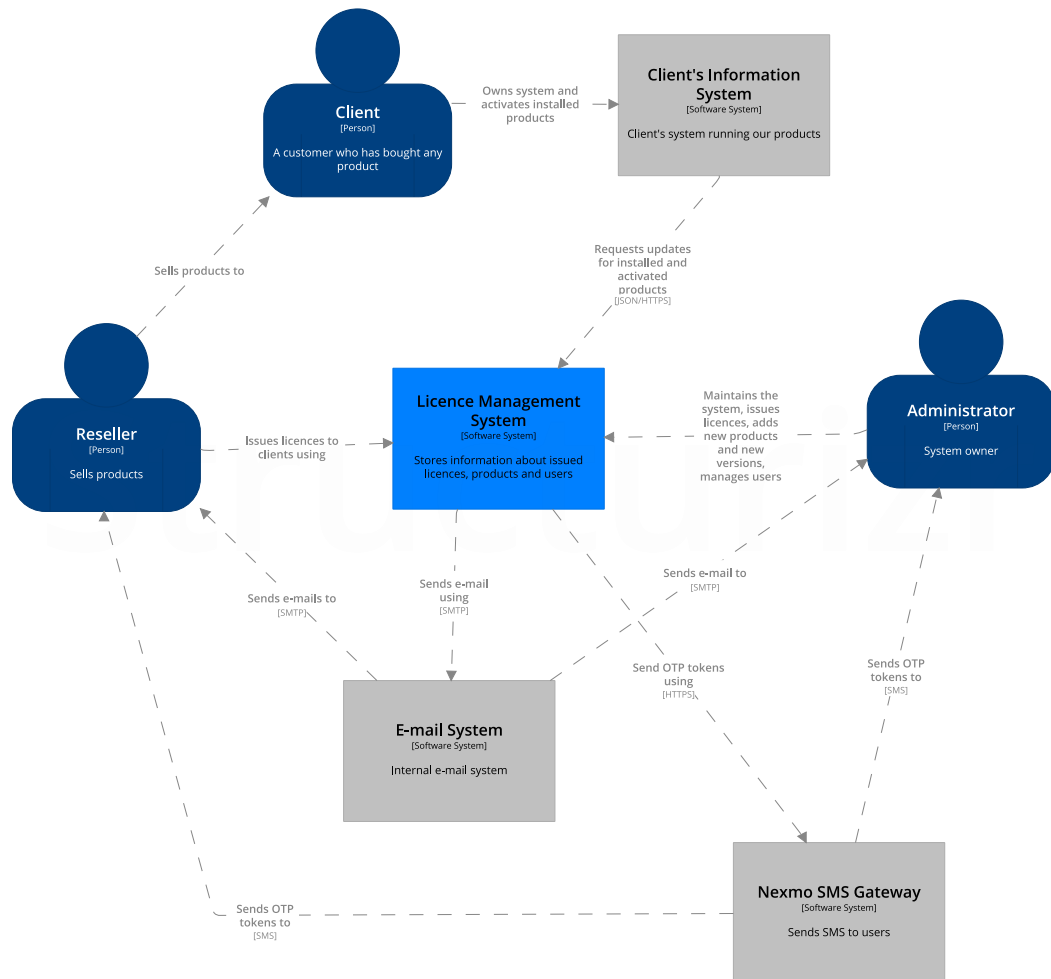 Client
[Person]
A customer who has bought any
product
Owns system and
activates installed
products
Client's Information
System
[Software System]
Client's system running our products
Sells products to
Requests updates
for installed and
activated
products
[JSON/HTTPS]
Reseller
[Person]
Sells products
Issues licences to
clients using
Licence Management
System
[Software System]
Stores information about issued
licences, products and users
Maintains the
system, issues
licences, adds
new products
and new
versions,
manages users
Administrator
[Person]
System owner
Structurizr
Sends e-mails to
[SMTP]
Sends e-mail
using
[SMTP]
Sends e-mail to
[SMTP]
Send OTP tokens
using
[HTTPS]
Sends OTP
tokens to
[SMS]
E-mail System
[Software System]
Internal e-mail system
Sends OTP
tokens to
[SMS]
Nexmo SMS Gateway
[Software System]
Sends SMS to users